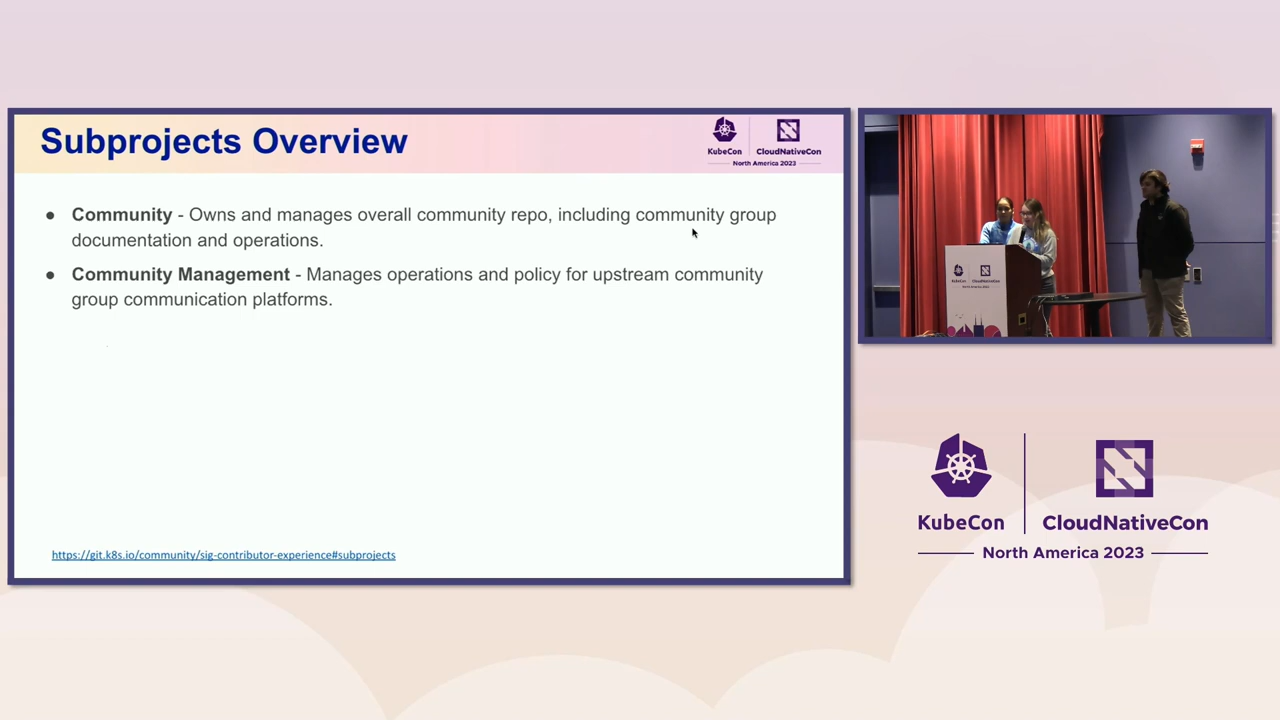 Subprojects Overview
KubeCon
CloudNativeCon
North America 2023
● Community - Owns and manages overall community repo, including community group
documentation and operations.
● Community Management - Manages operations and policy for upstream community
group communication platforms.
https://git.k8s.io/community/sig-contributor-experience#subprojects
KubeCon
CloudNativeCon
North America 2023